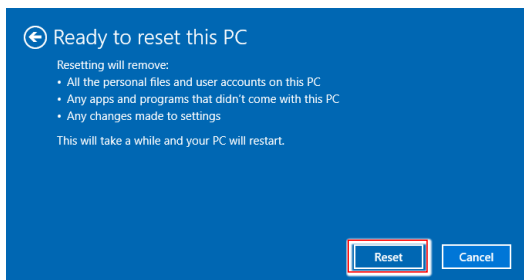 Ready to reset this PC
Resetting will remove:
• All the personal files and user accounts on this PC
• Any apps and programs that didn't come with this PC
• Any changes made to settings
This will take a while and your PC will restart.
Reset Cancel